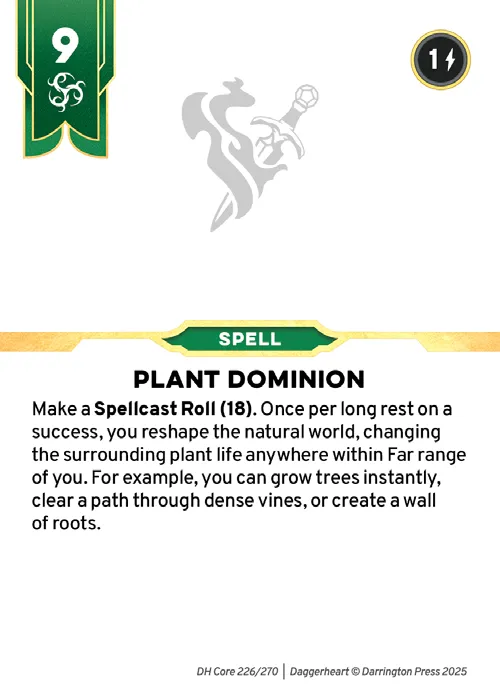 9
1
SPELL
PLANT DOMINION
Make a Spellcast Roll (18). Once per long rest on a
success, you reshape the natural world, changing
the surrounding plant life anywhere within Far range
of you. For example, you can grow trees instantly,
clear a path through dense vines, or create a wall
of roots.
DH Core 226/270 | Daggerheart © Darrington Press 2025